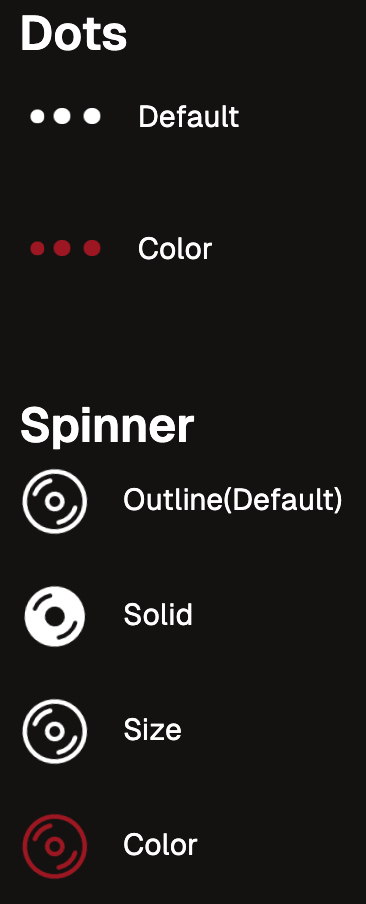 Dots
Default
Color
Spinner
Outline(Default)
Solid
Size
Color